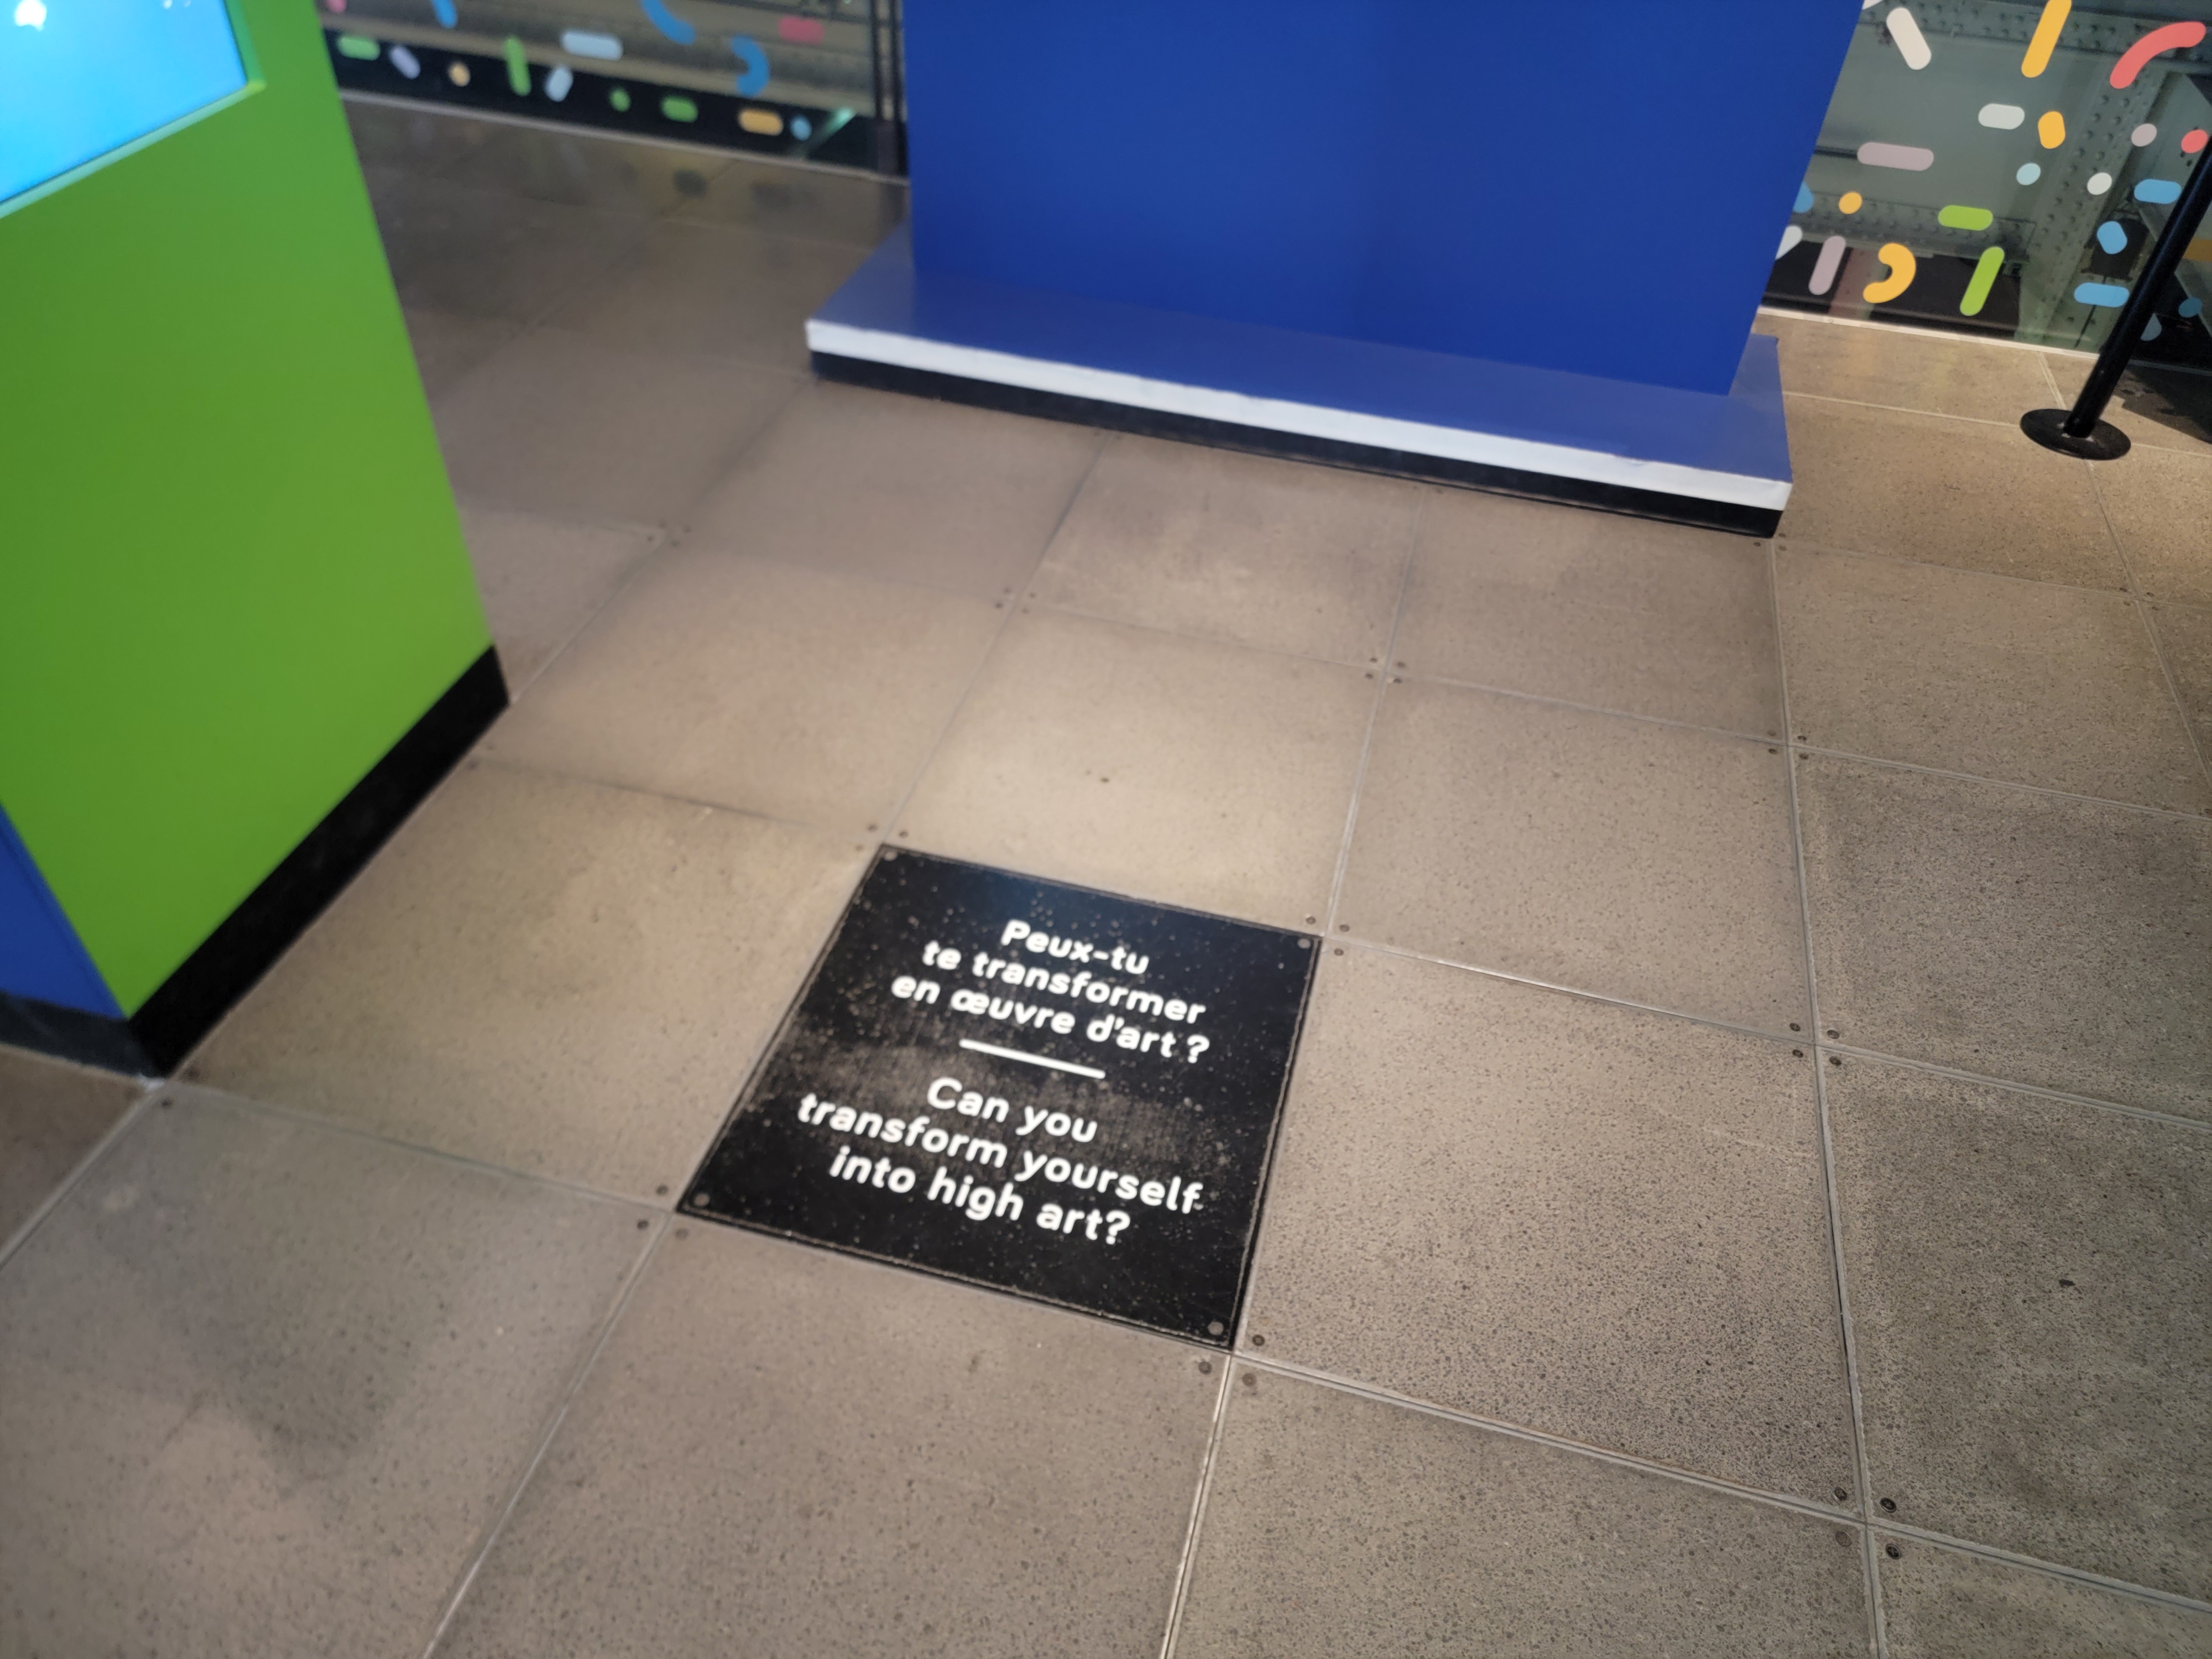 Peux-tu
te transformer
en œuvre d'art ?
Can you
transform yourself
into high art?